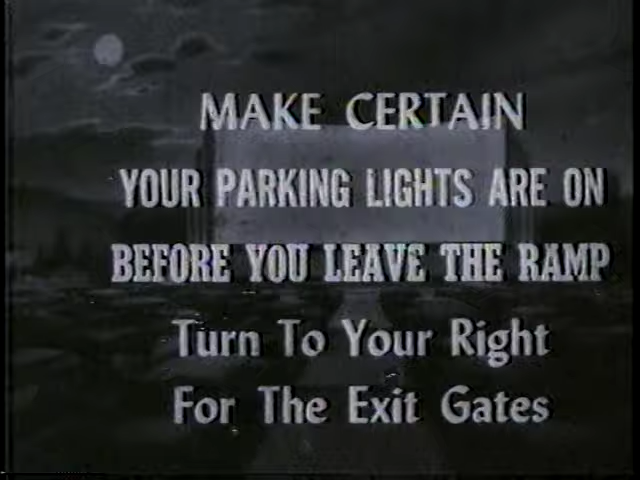 MAKE CERTAIN
YOUR PARKING LIGHTS ARE ON
BEFORE YOU LEAVE THE RAMP
Turn To Your Right
For The Exit Gates